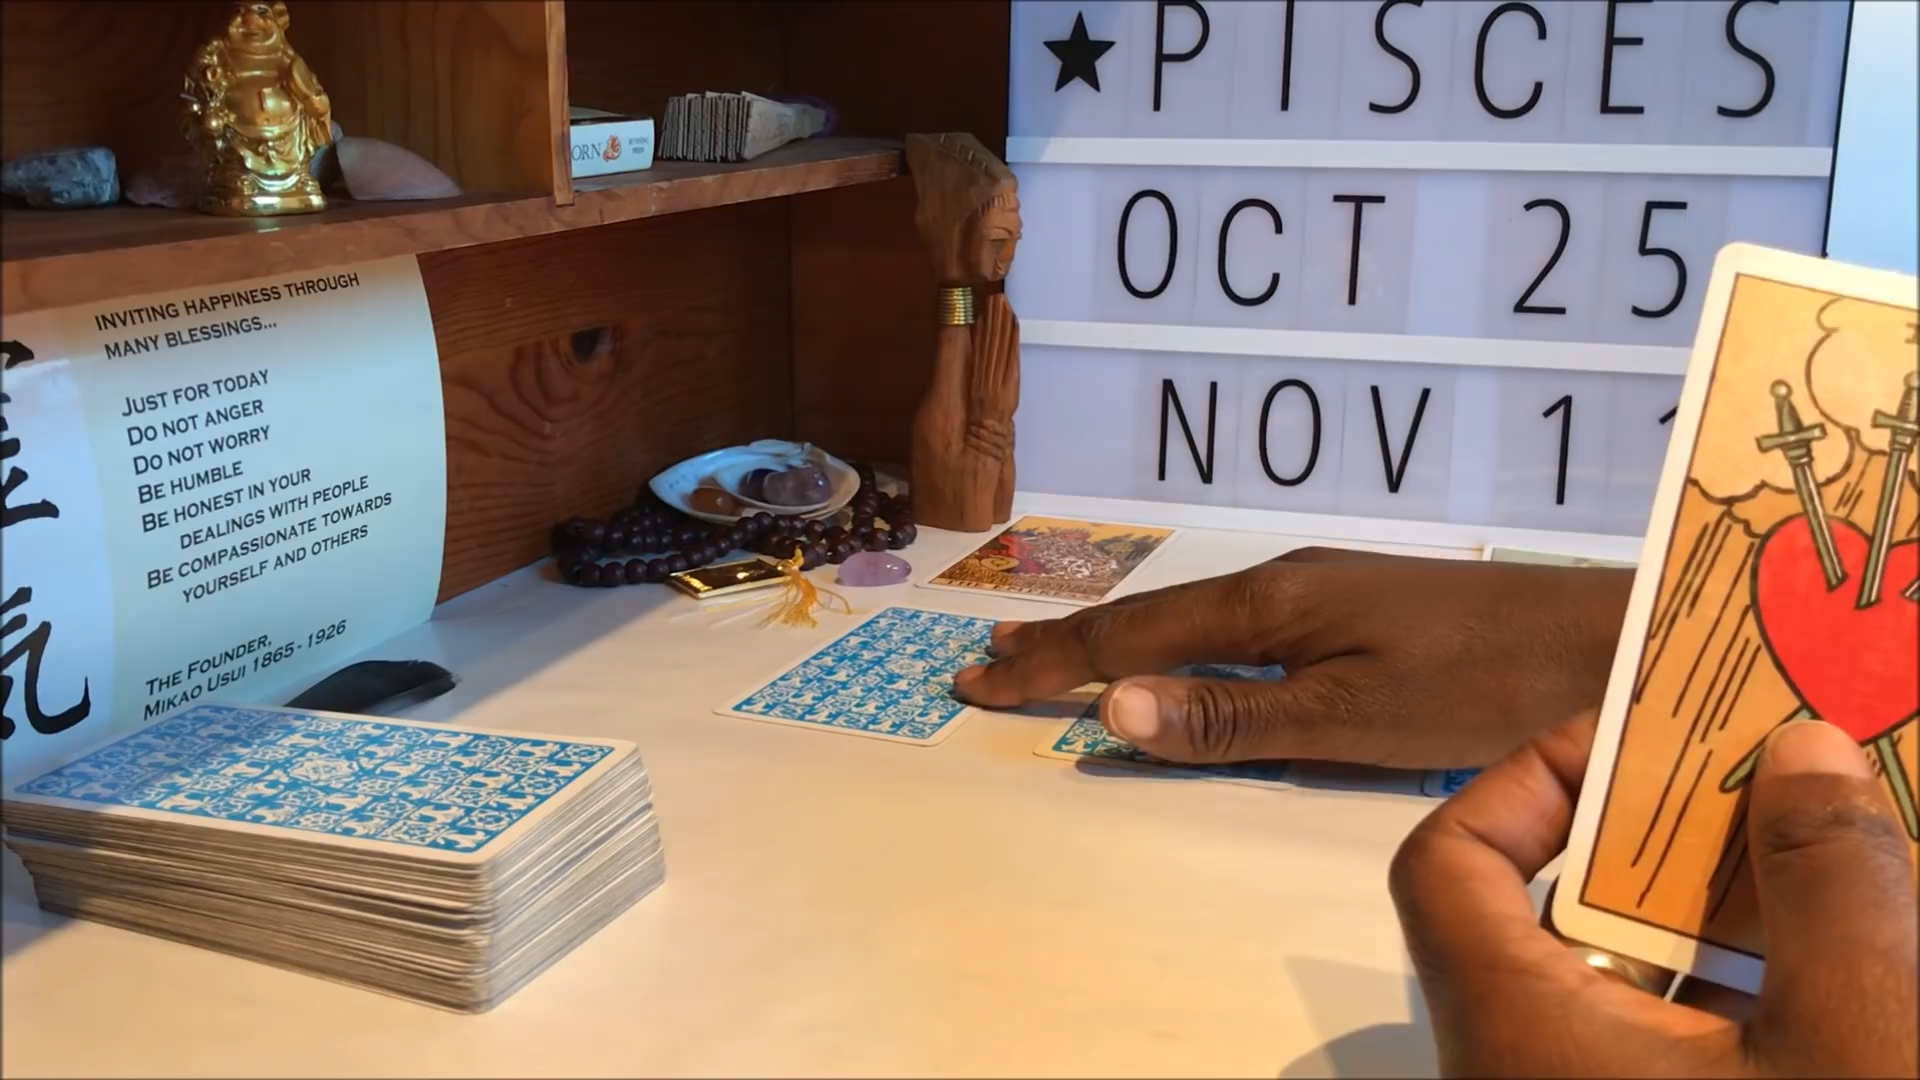 ★ PISCES
OCT 25
NOV 1
INVITING HAPPINESS THROUGH
MANY BLESSINGS...
JUST FOR TODAY
DO NOT ANGER
DO NOT WORRY
BE HUMBLE
BE HONEST IN YOUR
DEALINGS WITH PEOPLE
BE COMPASSIONATE TOWARDS
YOURSELF AND OTHERS
THE FOUNDER,
MIKAO USUI 1865-1926